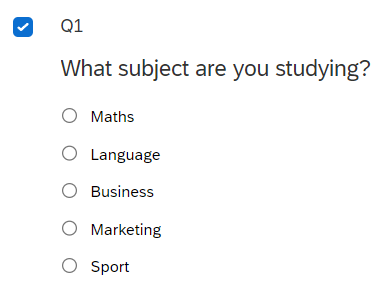 Q1
What subject are you studying?
Maths
Language
Business
Marketing
Sport